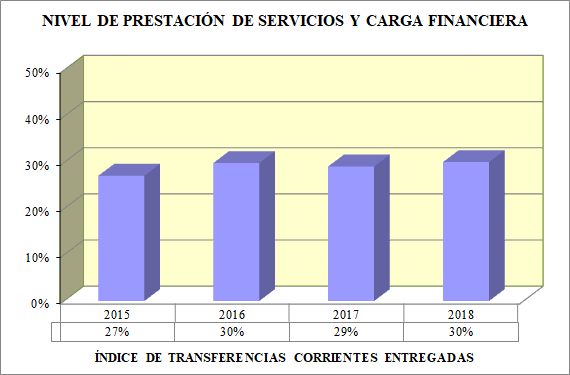 NIVEL DE PRESTACIÓN DE SERVICIOS Y CARGA FINANCIERA
50%
40%
30%
20%
10%
0%
2015 2016 2017 2018
27% 30% 29% 30%
ÍNDICE DE TRANSFERENCIAS CORRIENTES ENTREGADAS